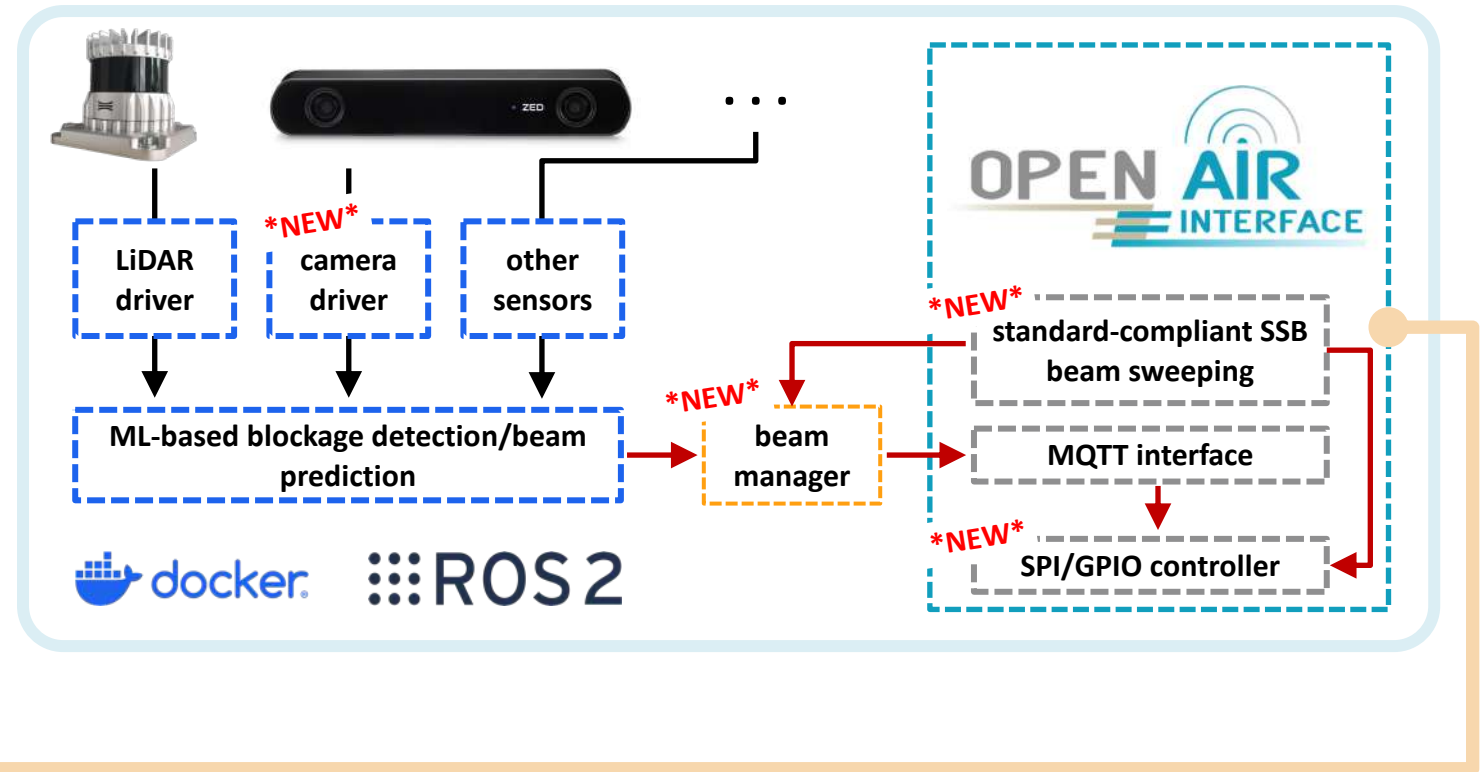 ZED
. . .
OPEN AIR
INTERFACE
*NEW*
LiDAR
driver
camera
driver
other
sensors
*NEW*
standard-compliant SSB
beam sweeping
*NEW*
ML-based blockage detection/beam
prediction
beam
manager
MQTT interface
*NEW*
SPI/GPIO controller
docker.
ROS 2